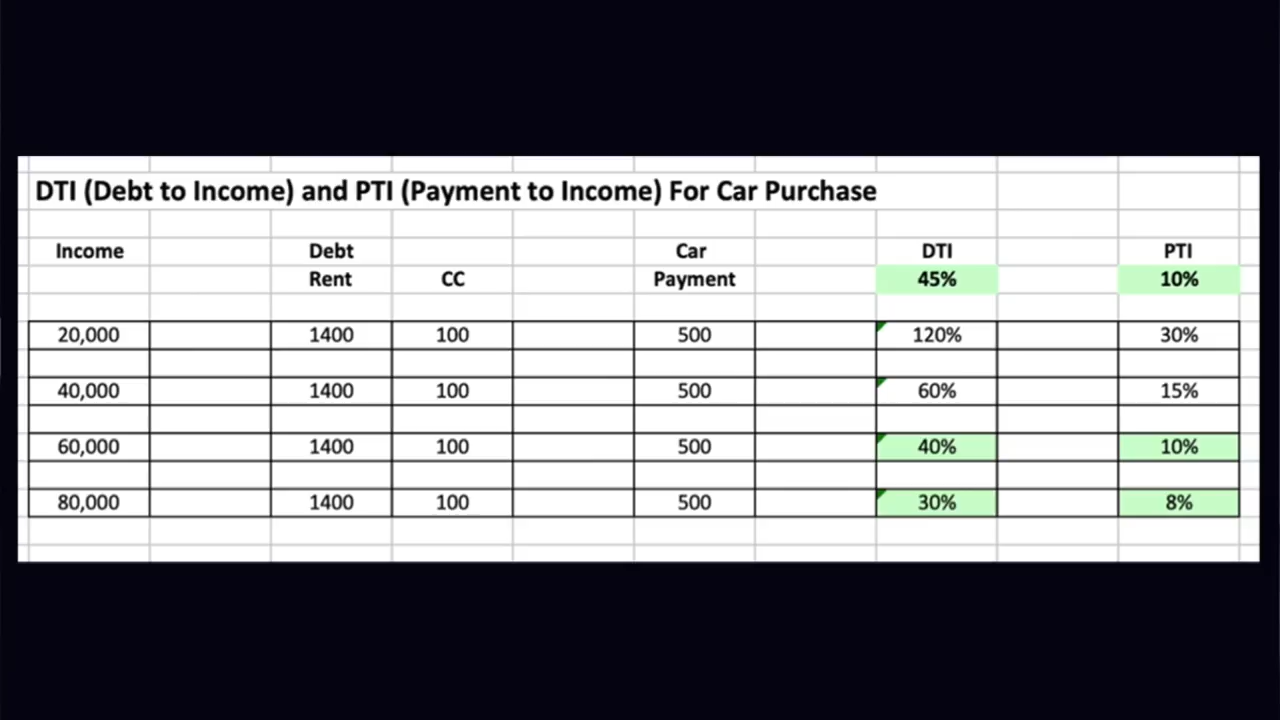 DTI (Debt to Income) and PTI (Payment to Income) For Car Purchase
Income Debt Car DTI PTI
Rent CC Payment 45% 10%
20,000 1400 100 500 120% 30%
40,000 1400 100 500 60% 15%
60,000 1400 100 500 40% 10%
80,000 1400 100 500 30% 8%